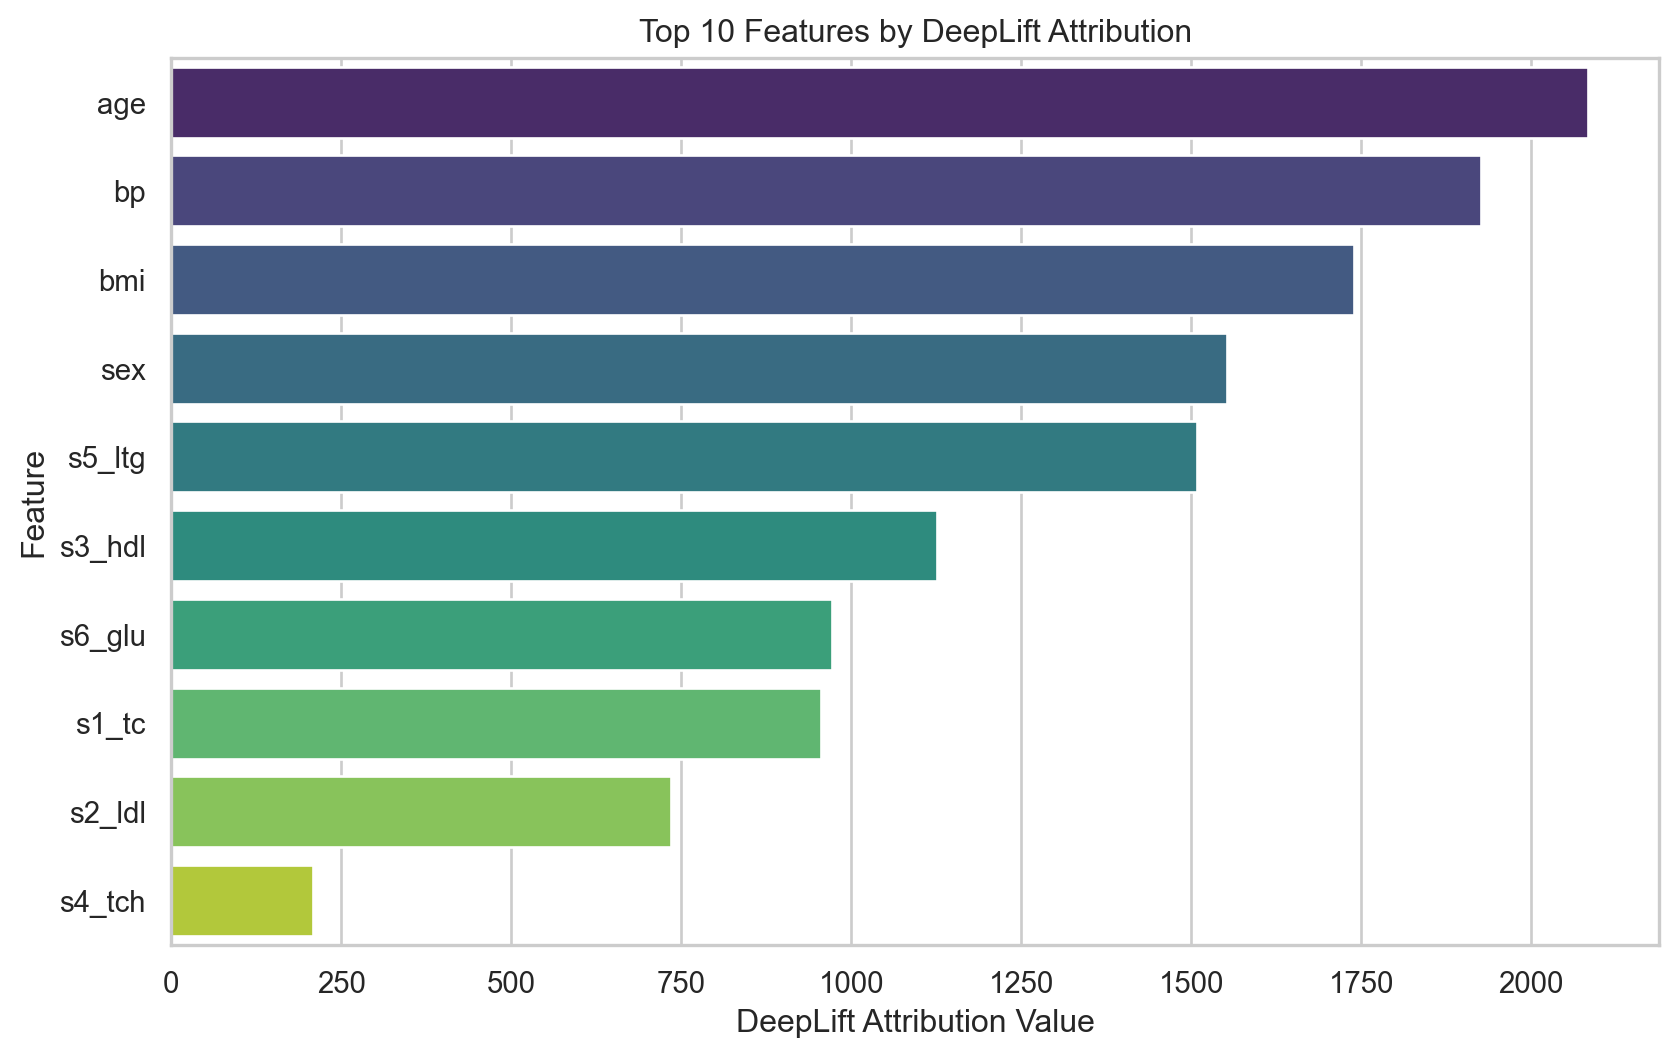 Top 10 Features by DeepLift Attribution
age
bp
bmi
sex
s5_ltg
s3_hdl
s6_glu
s1_tc
s2_ldl
s4_tch
Feature
0 250 500 750 1000 1250 1500 1750 2000
DeepLift Attribution Value